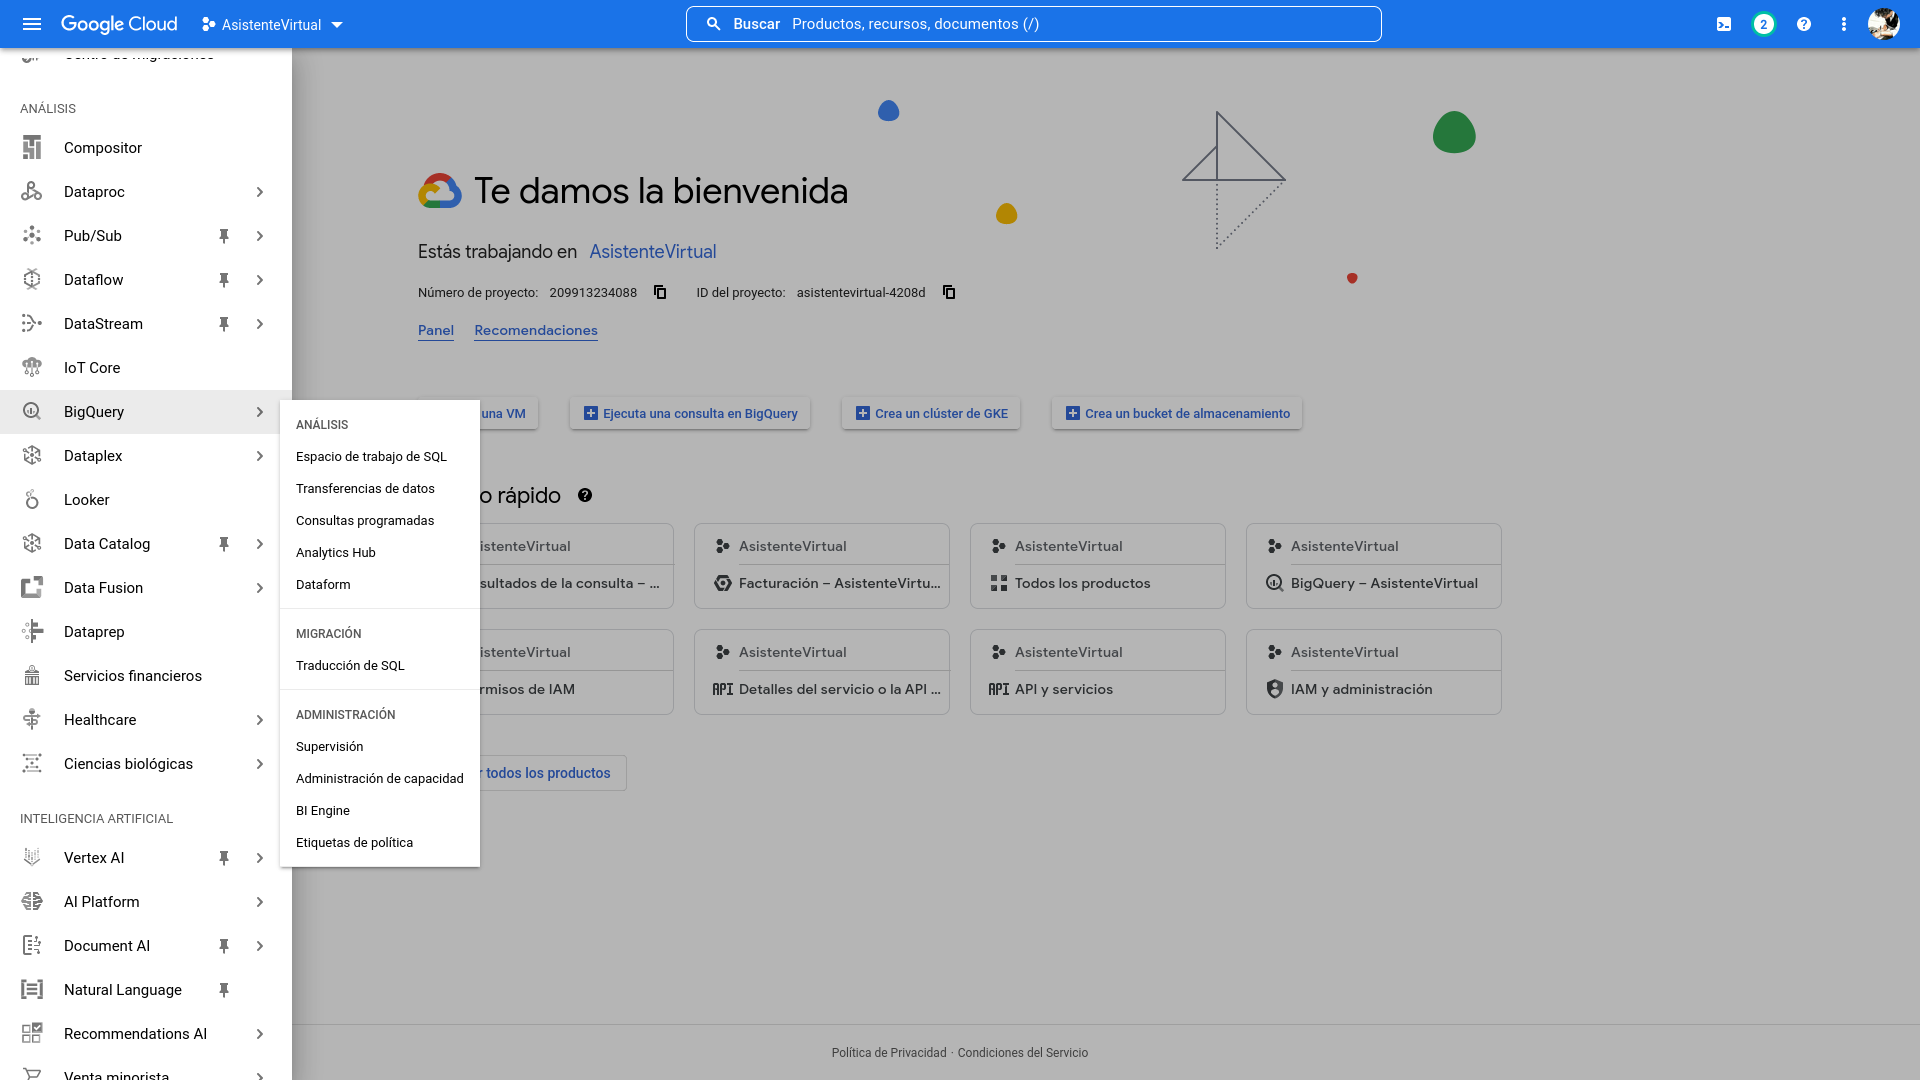 Google Cloud
AsistenteVirtual
Buscar Productos, recursos, documentos (/)
2
Centro de migraciones
ANÁLISIS
Compositor
Dataproc
Pub/Sub
Dataflow
DataStream
IoT Core
BigQuery
Dataplex
Looker
Data Catalog
Data Fusion
Dataprep
Servicios financieros
Healthcare
Ciencias biológicas
INTELIGENCIA ARTIFICIAL
Vertex AI
AI Platform
Document AI
Natural Language
Recommendations AI
Venta minorista
ANÁLISIS
Espacio de trabajo de SQL
Transferencias de datos
Consultas programadas
Analytics Hub
Dataform
MIGRACIÓN
Traducción de SQL
ADMINISTRACIÓN
Supervisión
Administración de capacidad
BI Engine
Etiquetas de política
Te damos la bienvenida
Estás trabajando en AsistenteVirtual
Número de proyecto: 209913234088 ID del proyecto: asistentevirtual-4208d
Panel Recomendaciones
una VM
Ejecuta una consulta en BigQuery
Crea un clúster de GKE
Crea un bucket de almacenamiento
o rápido
istenteVirtual
sultados de la consulta – ...
AsistenteVirtual
Facturación – AsistenteVirtu...
AsistenteVirtual
Todos los productos
AsistenteVirtual
BigQuery – AsistenteVirtual
istenteVirtual
rmisos de IAM
AsistenteVirtual
API Detalles del servicio o la API ...
AsistenteVirtual
API API y servicios
AsistenteVirtual
IAM y administración
r todos los productos
Política de Privacidad · Condiciones del Servicio